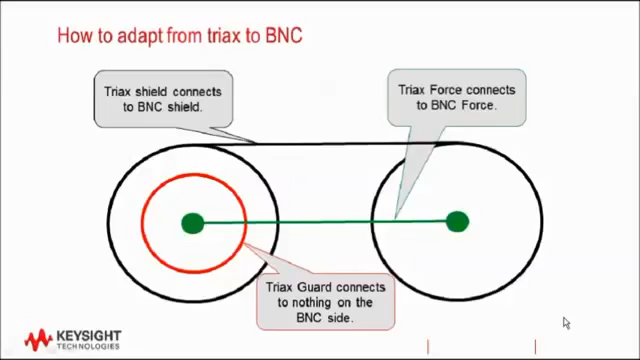 How to adapt from triax to BNC
Triax shield connects
to BNC shield.
Triax Force connects
to BNC Force.
Triax Guard connects
to nothing on the
BNC side.
KEYSIGHT
TECHNOLOGIES